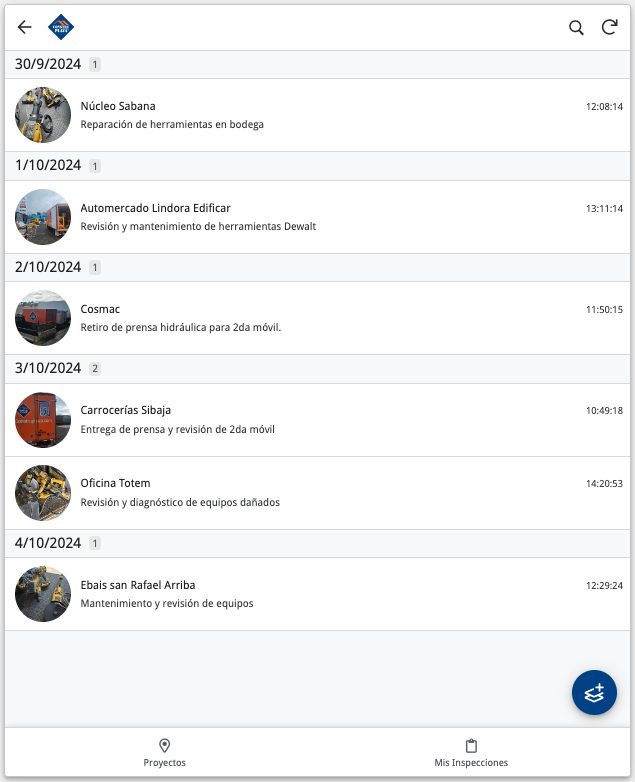 30/9/2024 1
Núcleo Sabana 12:08:14
Reparación de herramientas en bodega
1/10/2024 1
Automercado Lindora Edificar 13:11:14
Revisión y mantenimiento de herramientas Dewalt
2/10/2024 1
Cosmac 11:50:15
Retiro de prensa hidráulica para 2da móvil.
3/10/2024 2
Carrocerías Sibaja 10:49:18
Entrega de prensa y revisión de 2da móvil
Oficina Totem 14:20:53
Revisión y diagnóstico de equipos dañados
4/10/2024 1
Ebais san Rafael Arriba 12:29:24
Mantenimiento y revisión de equipos
Proyectos Mis Inspecciones